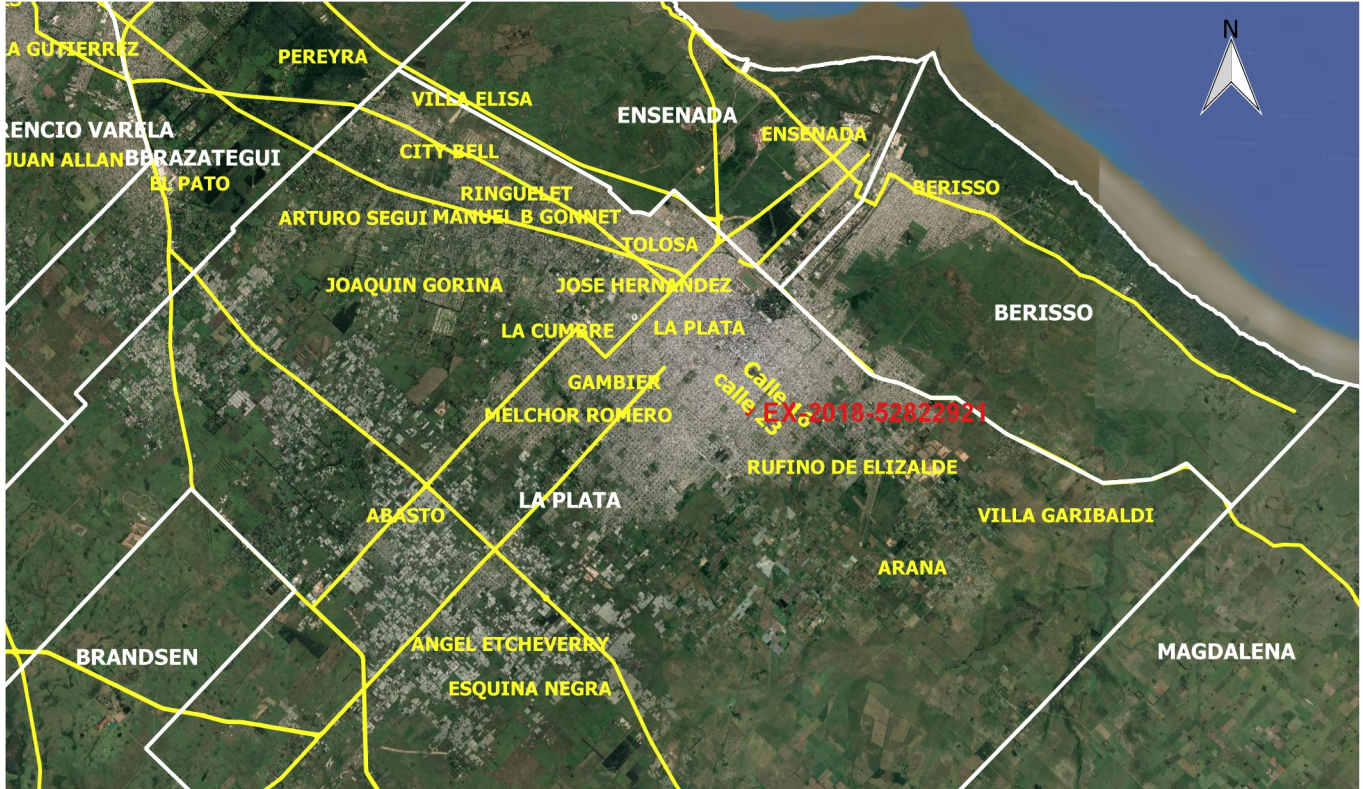 N
A GUTIERREZ
PEREYRA
VILLA ELISA
ENSENADA
ENSENADA
RENCIO VARELA
JUAN ALLAN
BERAZATEGUI
CITY BELL
EL PATO
RINGUELET
BERISSO
ARTURO SEGUI
MANUEL B GONNET
TOLOSA
JOAQUIN GORINA
JOSE HERNANDEZ
BERISSO
LA CUMBRE
LA PLATA
GAMBIER
Calle 16
calle 23
MELCHOR ROMERO
EX-2018-52822921
RUFINO DE ELIZALDE
LA PLATA
ABASTO
VILLA GARIBALDI
ARANA
ANGEL ETCHEVERRY
BRANDSEN
MAGDALENA
ESQUINA NEGRA